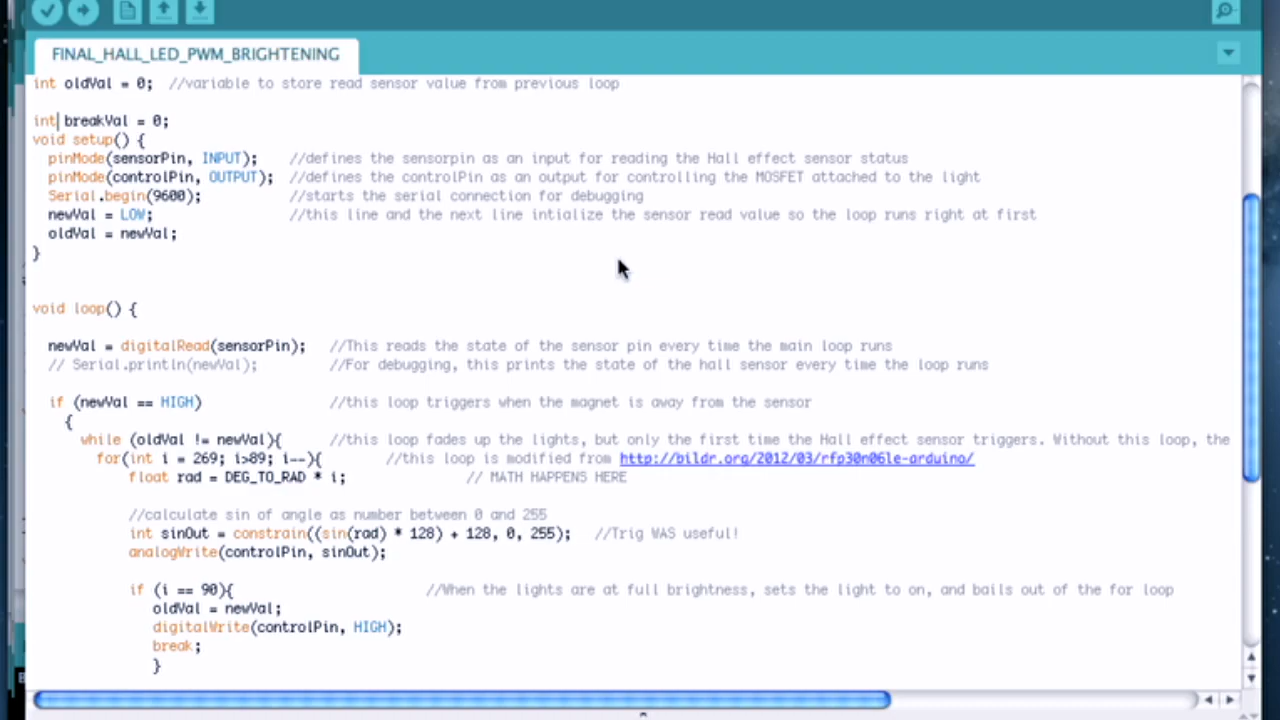 FINAL_HALL_LED_PWM_BRIGHTENING
int oldVal = 0;  //variable to store read sensor value from previous loop
int breakVal = 0;
void setup() {
pinMode(sensorPin, INPUT);    //defines the sensorpin as an input for reading the Hall effect sensor status
pinMode(controlPin, OUTPUT);  //defines the controlPin as an output for controlling the MOSFET attached to the light
Serial.begin(9600);           //starts the serial connection for debugging
newVal = LOW;                 //this line and the next line intialize the sensor read value so the loop runs right at first
oldVal = newVal;
}
void loop() {
newVal = digitalRead(sensorPin);   //This reads the state of the sensor pin every time the main loop runs
// Serial.println(newVal);         //For debugging, this prints the state of the hall sensor every time the loop runs
if (newVal == HIGH)                //this loop triggers when the magnet is away from the sensor
{
while (oldVal != newVal){      //this loop fades up the lights, but only the first time the Hall effect sensor triggers. Without this loop, the
for(int i = 269; i>89; i--){        //this loop is modified from http://bildr.org/2012/03/rfp30n06le-arduino/
float rad = DEG_TO_RAD * i;               // MATH HAPPENS HERE
//calculate sin of angle as number between 0 and 255
int sinOut = constrain((sin(rad) * 128) + 128, 0, 255);   //Trig WAS useful!
analogWrite(controlPin, sinOut);
if (i == 90){                        //When the lights are at full brightness, sets the light to on, and bails out of the for loop
oldVal = newVal;
digitalWrite(controlPin, HIGH);
break;
}